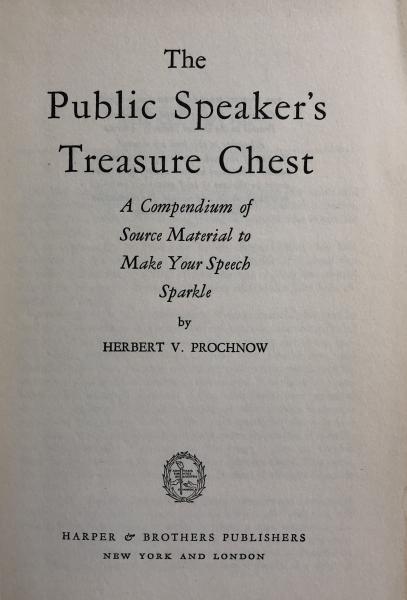 The
Public Speaker's
Treasure Chest
A Compendium of
Source Material to
Make Your Speech
Sparkle
by
HERBERT V. PROCHNOW
HARPER & BROTHERS PUBLISHERS
NEW YORK AND LONDON